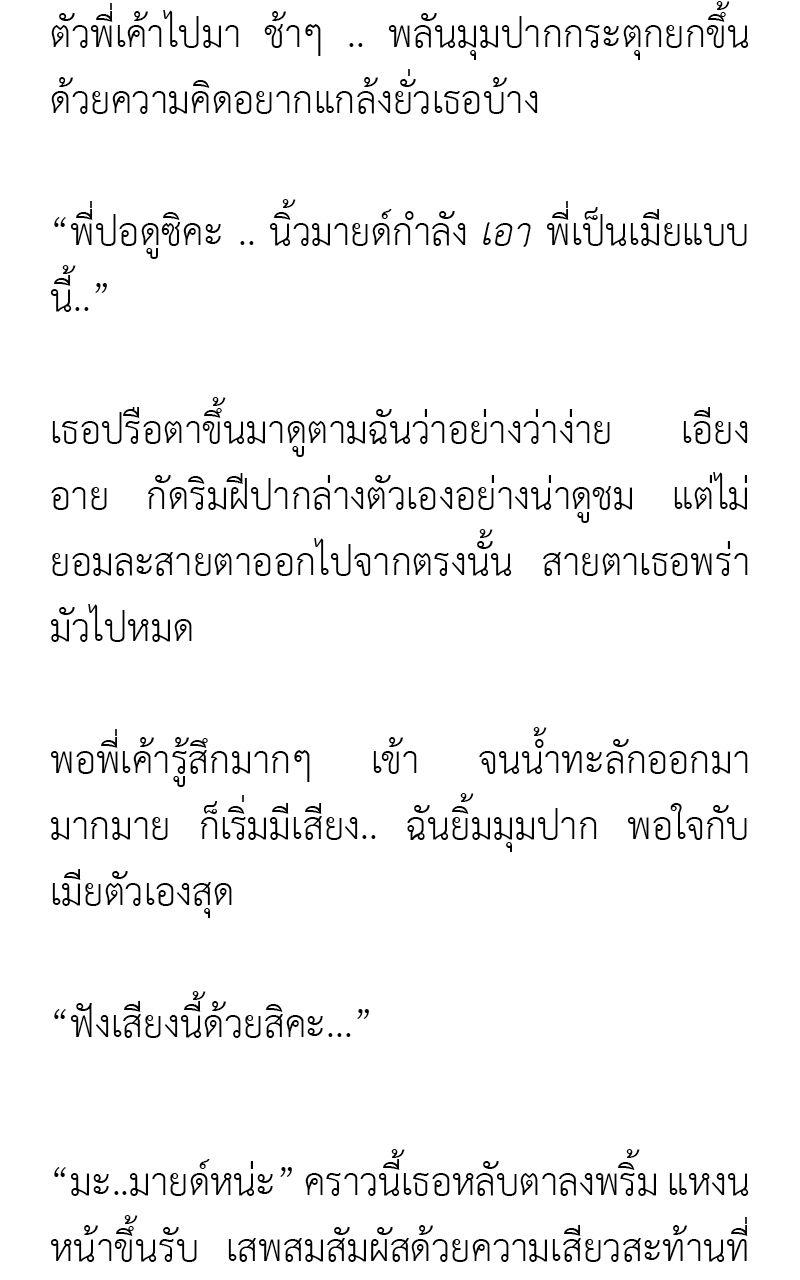 ตัวพี่เค้าไปมา ช้าๆ .. พลันมุมปากกระตุกยกขึ้น
ด้วยความคิดอยากแกล้งยั่วเธอบ้าง
“พี่ปอดูซิคะ .. นิ้วมายด์กำลัง เอา พี่เป็นเมียแบบ
นี้..”
เธอปรือตาขึ้นมาดูตามฉันว่าอย่างว่าง่าย เอียง
อาย กัดริมฝีปากล่างตัวเองอย่างน่าดูชม แต่ไม่
ยอมละสายตาออกไปจากตรงนั้น สายตาเธอพร่า
มัวไปหมด
พอพี่เค้ารู้สึกมากๆ เข้า จนน้ำทะลักออกมา
มากมาย ก็เริ่มมีเสียง.. ฉันยิ้มมุมปาก พอใจกับ
เมียตัวเองสุด
“ฟังเสียงนี้ด้วยสิคะ...”
“มะ..มายด์หน่ะ” คราวนี้เธอหลับตาลงพริ้ม แหงน
หน้าขึ้นรับ เสพสมสัมผัสด้วยความเสียวสะท้านที่